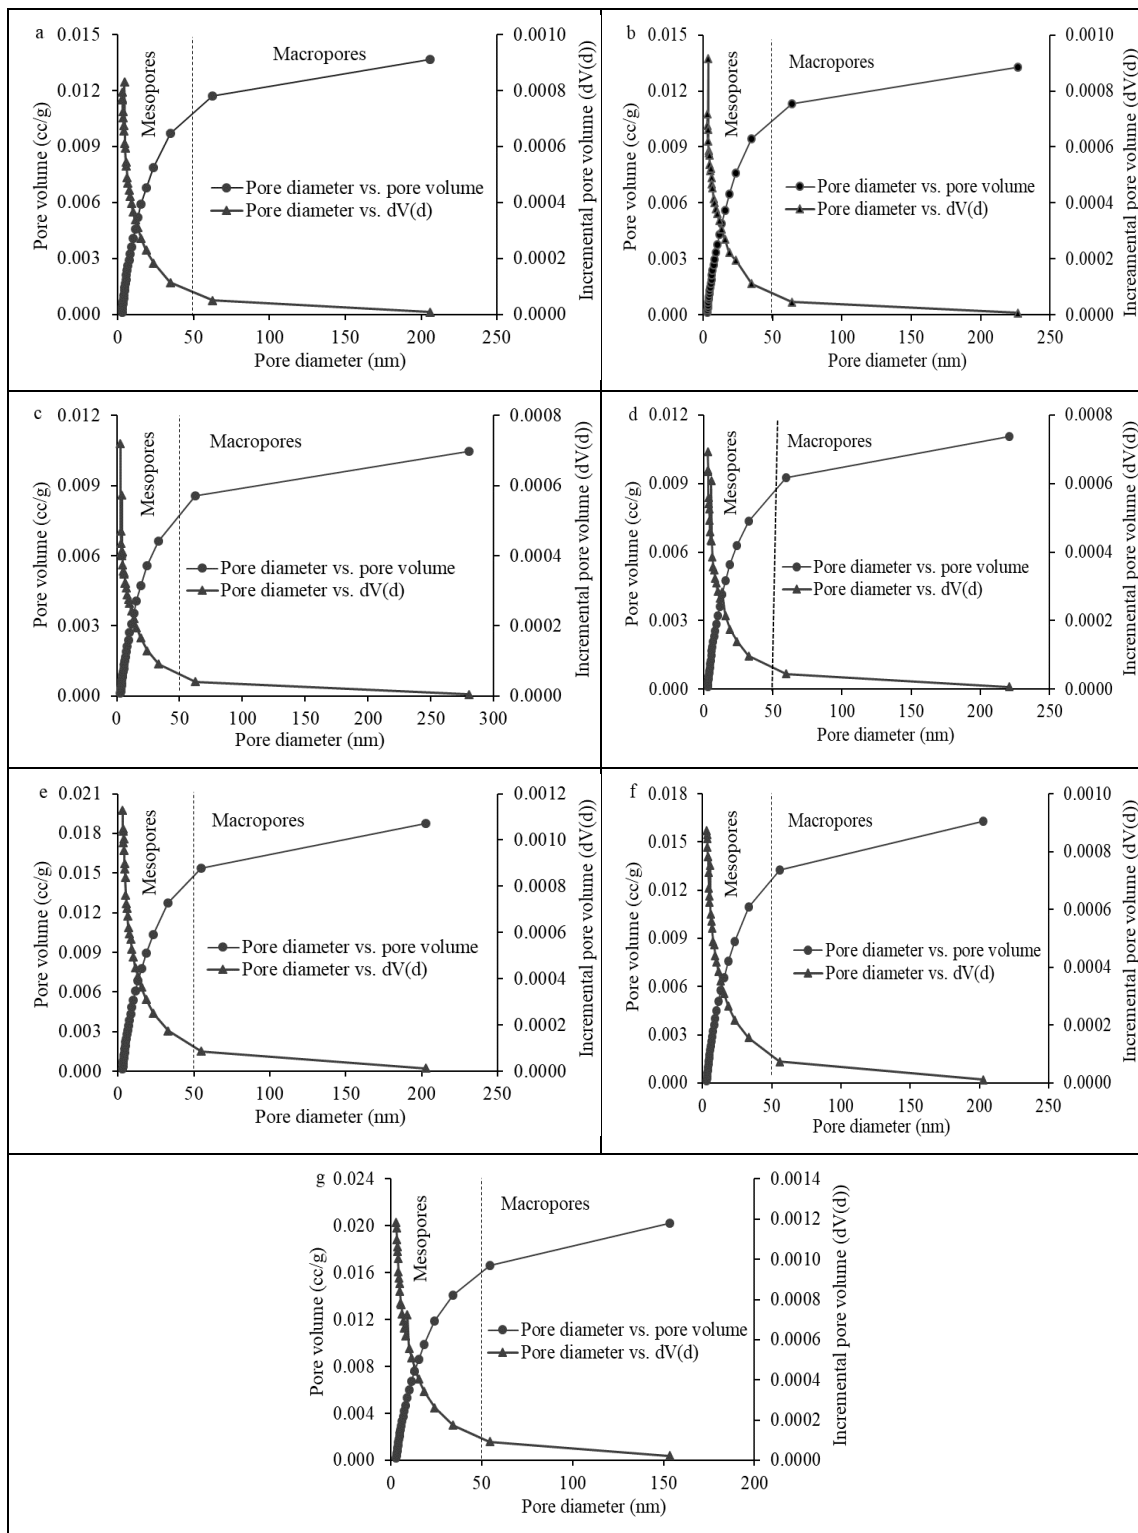 a
0.015
0.012
0.009
0.006
0.003
0.000
Pore volume (cc/g)
0
50
100
150
200
250
Pore diameter (nm)
0.0010
0.0008
0.0006
0.0004
0.0002
0.0000
Incremental pore volume (dV(d))
Mesopores
Macropores
Pore diameter vs. pore volume
Pore diameter vs. dV(d)
b
0.015
0.012
0.009
0.006
0.003
0.000
Pore volume (cc/g)
0
50
100
150
200
250
Pore diameter (nm)
0.0010
0.0008
0.0006
0.0004
0.0002
0.0000
Increamental pore volume (dV(d))
Mesopores
Macropores
Pore diameter vs. pore volume
Pore diameter vs. dV(d)
c
0.012
0.009
0.006
0.003
0.000
Pore volume (cc/g)
0
50
100
150
200
250
300
Pore diameter (nm)
0.0008
0.0006
0.0004
0.0002
0.0000
Incremental pore volume (dV(d))
Mesopores
Macropores
Pore diameter vs. pore volume
Pore diameter vs. dV(d)
d
0.012
0.009
0.006
0.003
0.000
Pore volume (cc/g)
0
50
100
150
200
250
Pore diameter (nm)
0.0008
0.0006
0.0004
0.0002
0.0000
Incremental pore volume (dV(d))
Mesopores
Macropores
Pore diameter vs. pore volume
Pore diameter vs. dV(d)
e
0.021
0.018
0.015
0.012
0.009
0.006
0.003
0.000
Pore volume (cc/g)
0
50
100
150
200
250
Pore diameter (nm)
0.0012
0.0010
0.0008
0.0006
0.0004
0.0002
0.0000
Incremental pore volume (dV(d))
Mesopores
Macropores
Pore diameter vs. pore volume
Pore diameter vs. dV(d)
f
0.018
0.015
0.012
0.009
0.006
0.003
0.000
Pore volume (cc/g)
0
50
100
150
200
250
Pore diameter (nm)
0.0010
0.0008
0.0006
0.0004
0.0002
0.0000
Incremental pore volume (dV(d))
Mesopores
Macropores
Pore diameter vs. pore volume
Pore diameter vs. dV(d)
g
0.024
0.020
0.016
0.012
0.008
0.004
0.000
Pore volume (cc/g)
0
50
100
150
200
Pore diameter (nm)
0.0014
0.0012
0.0010
0.0008
0.0006
0.0004
0.0002
0.0000
Incremental pore volume (dV(d))
Mesopores
Macropores
Pore diameter vs. pore volume
Pore diameter vs. dV(d)